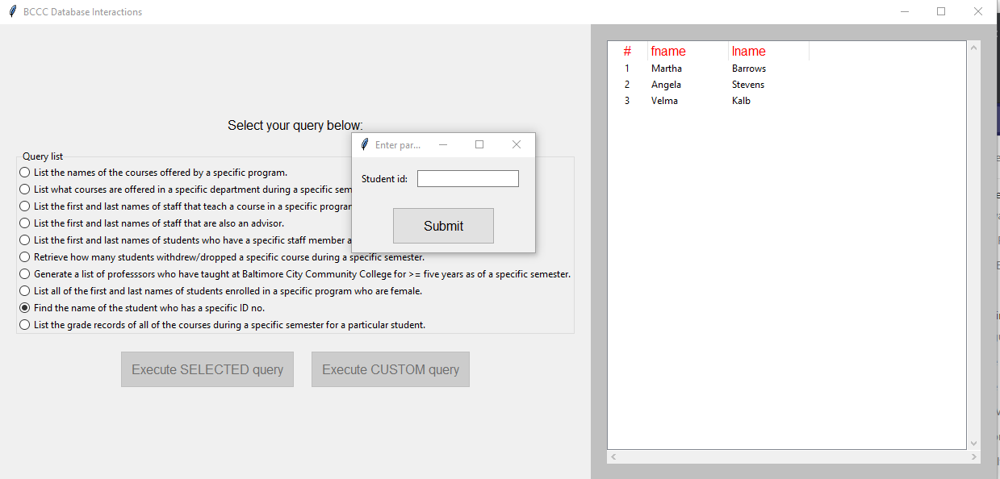 BCCC Database Interactions
Select your query below:
Query list
List the names of the courses offered by a specific program.
List what courses are offered in a specific department during a specific sem
List the first and last names of staff that teach a course in a specific progra
List the first and last names of staff that are also an advisor.
List the first and last names of students who have a specific staff member a
Retrieve how many students withdrew/dropped a specific course during a specific semester.
Generate a list of professsors who have taught at Baltimore City Community College for >= five years as of a specific semester.
List all of the first and last names of students enrolled in a specific program who are female.
Find the name of the student who has a specific ID no.
List the grade records of all of the courses during a specific semester for a particular student.
Execute SELECTED query Execute CUSTOM query
Enter par...
Student id:
Submit
# fname lname
1 Martha Barrows
2 Angela Stevens
3 Velma Kalb